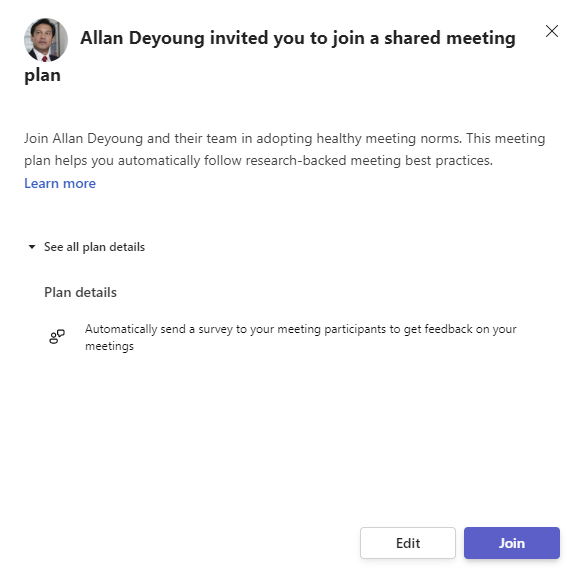 Allan Deyoung invited you to join a shared meeting
plan
Join Allan Deyoung and their team in adopting healthy meeting norms. This meeting
plan helps you automatically follow research-backed meeting best practices.
Learn more
See all plan details
Plan details
Automatically send a survey to your meeting participants to get feedback on your
meetings
Edit
Join